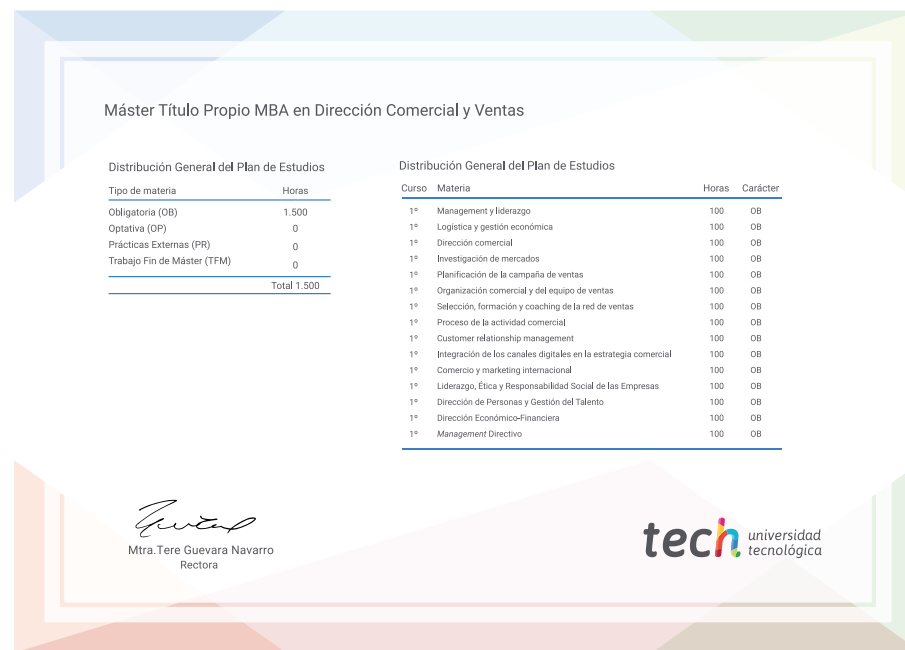 Máster Título Propio MBA en Dirección Comercial y Ventas
Distribución General del Plan de Estudios
Tipo de materia Horas
Obligatoria (OB) 1.500
Optativa (OP) 0
Prácticas Externas (PR) 0
Trabajo Fin de Máster (TFM) 0
Total 1.500
Distribución General del Plan de Estudios
Curso Materia Horas Carácter
1º Management y liderazgo 100 OB
1º Logística y gestión económica 100 OB
1º Dirección comercial 100 OB
1º Investigación de mercados 100 OB
1º Planificación de la campaña de ventas 100 OB
1º Organización comercial y del equipo de ventas 100 OB
1º Selección, formación y coaching de la red de ventas 100 OB
1º Proceso de la actividad comercial 100 OB
1º Customer relationship management 100 OB
1º Integración de los canales digitales en la estrategia comercial 100 OB
1º Comercio y marketing internacional 100 OB
1º Liderazgo, Ética y Responsabilidad Social de las Empresas 100 OB
1º Dirección de Personas y Gestión del Talento 100 OB
1º Dirección Económico-Financiera 100 OB
1º Management Directivo 100 OB
Mtra.Tere Guevara Navarro
Rectora
tech universidad
tecnológica